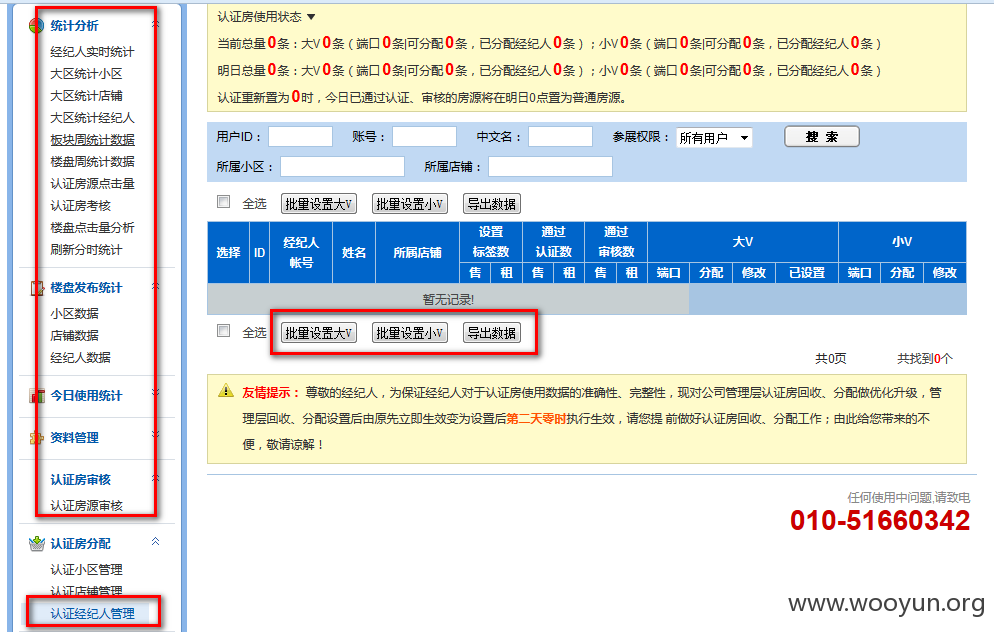 统计分析
经纪人实时统计
大区统计小区
大区统计店铺
大区统计经纪人
板块周统计数据
楼盘周统计数据
认证房源点击量
认证房考核
楼盘点击量分析
刷新分时统计
楼盘发布统计
小区数据
店铺数据
经纪人数据
今日使用统计
资料管理
认证房审核
认证房源审核
认证房分配
认证小区管理
认证店铺管理
认证经纪人管理
认证房使用状态 ▼
当前总量0条：大V 0条（端口0条|可分配0条，已分配经纪人0条）；小V 0条（端口0条|可分配0条，已分配经纪人0条）
明日总量0条：大V 0条（端口0条|可分配0条，已分配经纪人0条）；小V 0条（端口0条|可分配0条，已分配经纪人0条）
认证重新置为0时，今日已通过认证、审核的房源将在明日0点置为普通房源。
用户ID： 账号： 中文名： 参展权限： 所有用户 搜 索
所属小区： 所属店铺：
全选 批量设置大V 批量设置小V 导出数据
选择 ID 经纪人帐号 姓名 所属店铺 设置标签数 通过认证数 通过审核数 大V 小V
售 租 售 租 售 租 端口 分配 修改 已设置 端口 分配 修改
暂无记录!
全选 批量设置大V 批量设置小V 导出数据
共0页 共找到0个
友情提示： 尊敬的经纪人，为保证经纪人对于认证房使用数据的准确性、完整性，现对公司管理层认证房回收、分配做优化升级，管
理层回收、分配设置后由原先立即生效变为设置后第二天零时执行生效，请您提 前做好认证房回收、分配工作；由此给您带来的不
便，敬请谅解！
任何使用中问题,请致电
010-51660342
www.wooyun.org